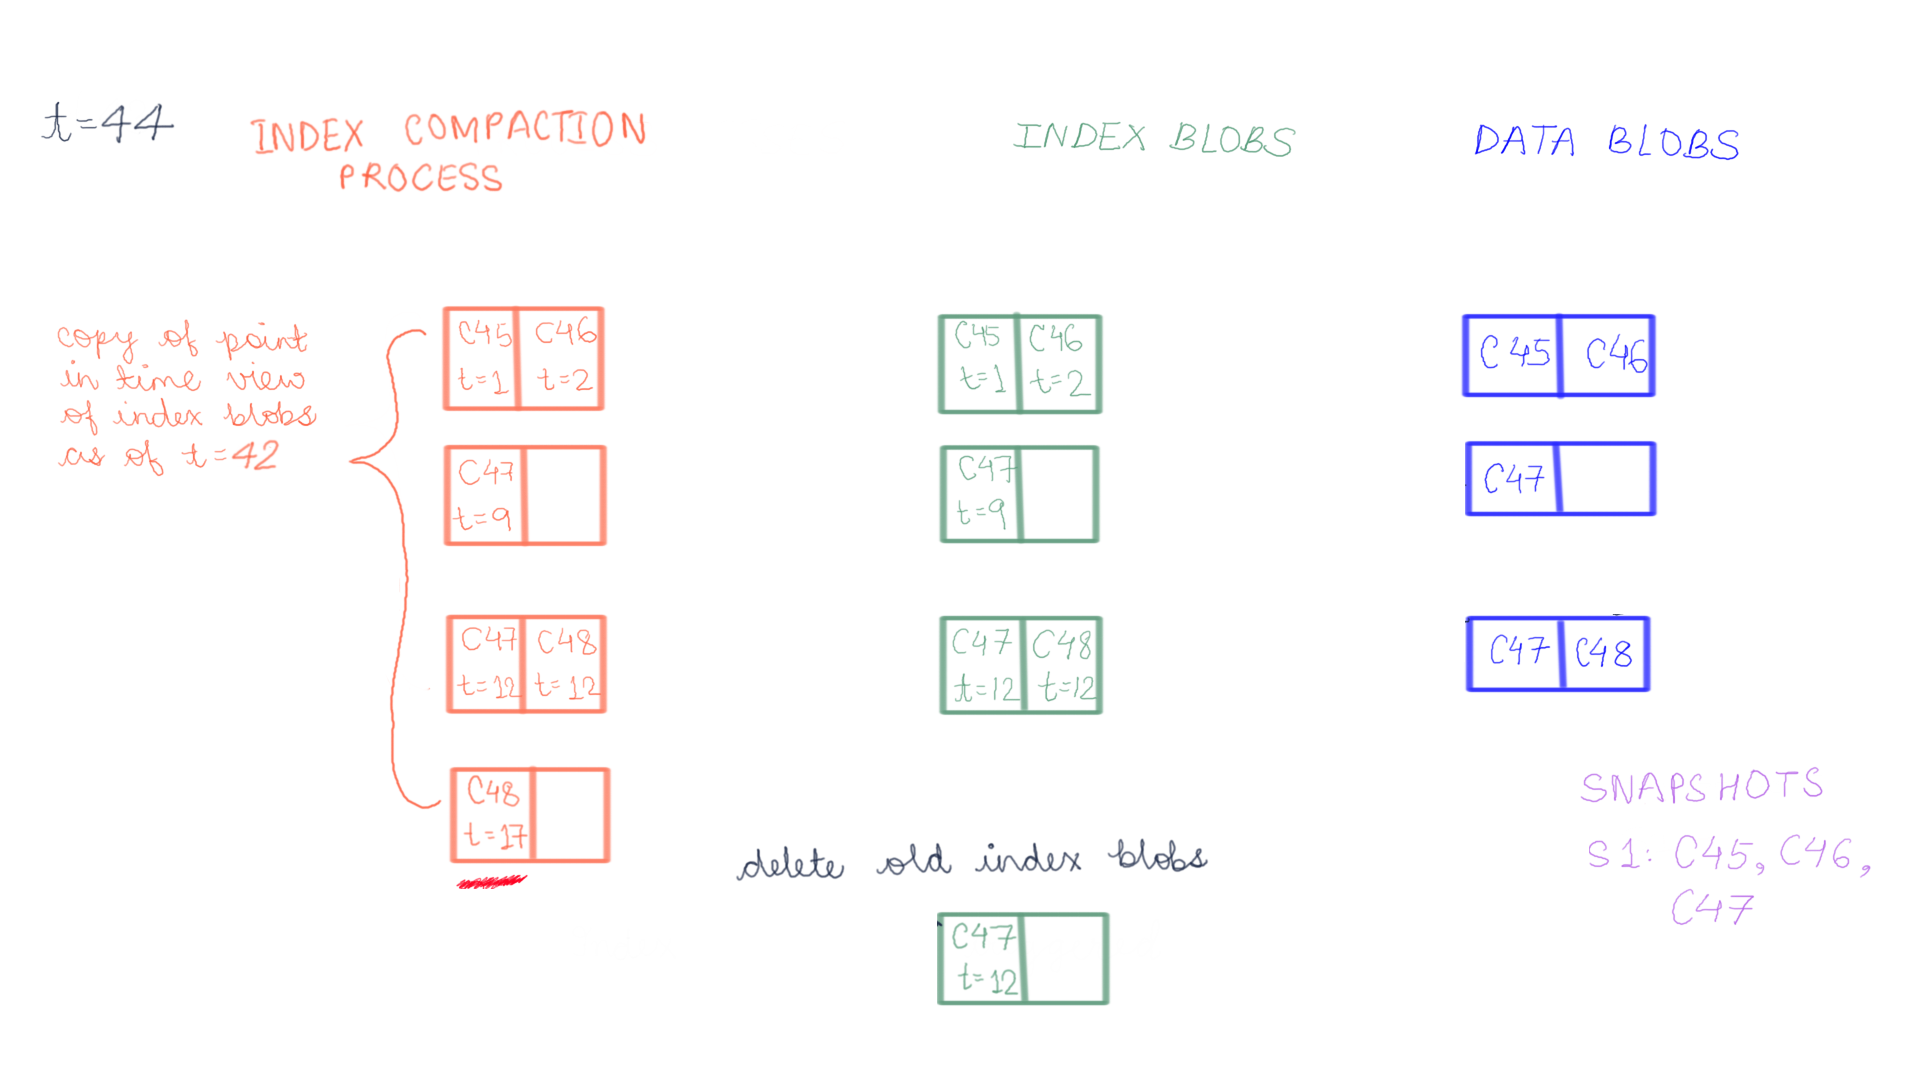 t=44
INDEX COMPACTION
PROCESS
INDEX BLOBS
DATA BLOBS
copy of point
in time view
of index blobs
as of t=42
C45 C46
t=1 t=2
C47
t=9
C47 C48
t=12 t=12
C48
t=17
C45 C46
t=1 t=2
C47
t=9
C47 C48
t=12 t=12
delete old index blobs
C47
t=12
C45 C46
C47
C47 C48
SNAPSHOTS
S1: C45, C46,
C47